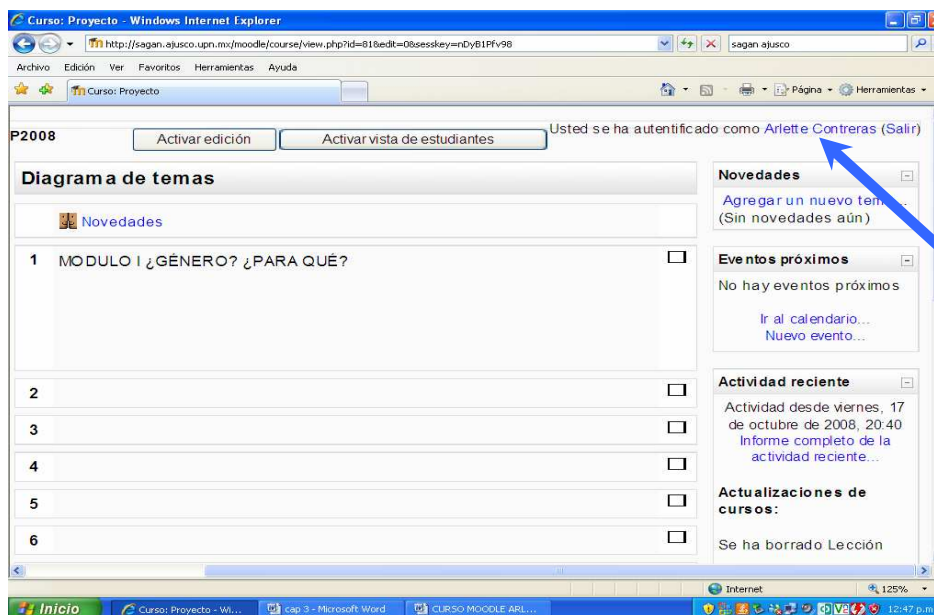 Curso: Proyecto - Windows Internet Explorer
http://sagan.ajusco.upn.mx/moodle/course/view.php?id=81&edit=0&sesskey=nDyB1Pfv98
sagan ajusco
Archivo Edición Ver Favoritos Herramientas Ayuda
Curso: Proyecto
Página Herramientas
P2008
Activar edición
Activar vista de estudiantes
Usted se ha autentificado como Arlette Contreras (Salir)
Diagrama de temas
Novedades
1 MODULO I ¿GÉNERO? ¿PARA QUÉ?
2
3
4
5
6
Novedades
Agregar un nuevo tem...
(Sin novedades aún)
Eventos próximos
No hay eventos próximos
Ir al calendario...
Nuevo evento...
Actividad reciente
Actividad desde viernes, 17
de octubre de 2008, 20:40
Informe completo de la
actividad reciente...
Actualizaciones de
cursos:
Se ha borrado Lección
Internet
125%
Inicio
Curso: Proyecto - Wi...
cap 3 - Microsoft Word
CURSO MOODLE ARL...
12:47 p.m.